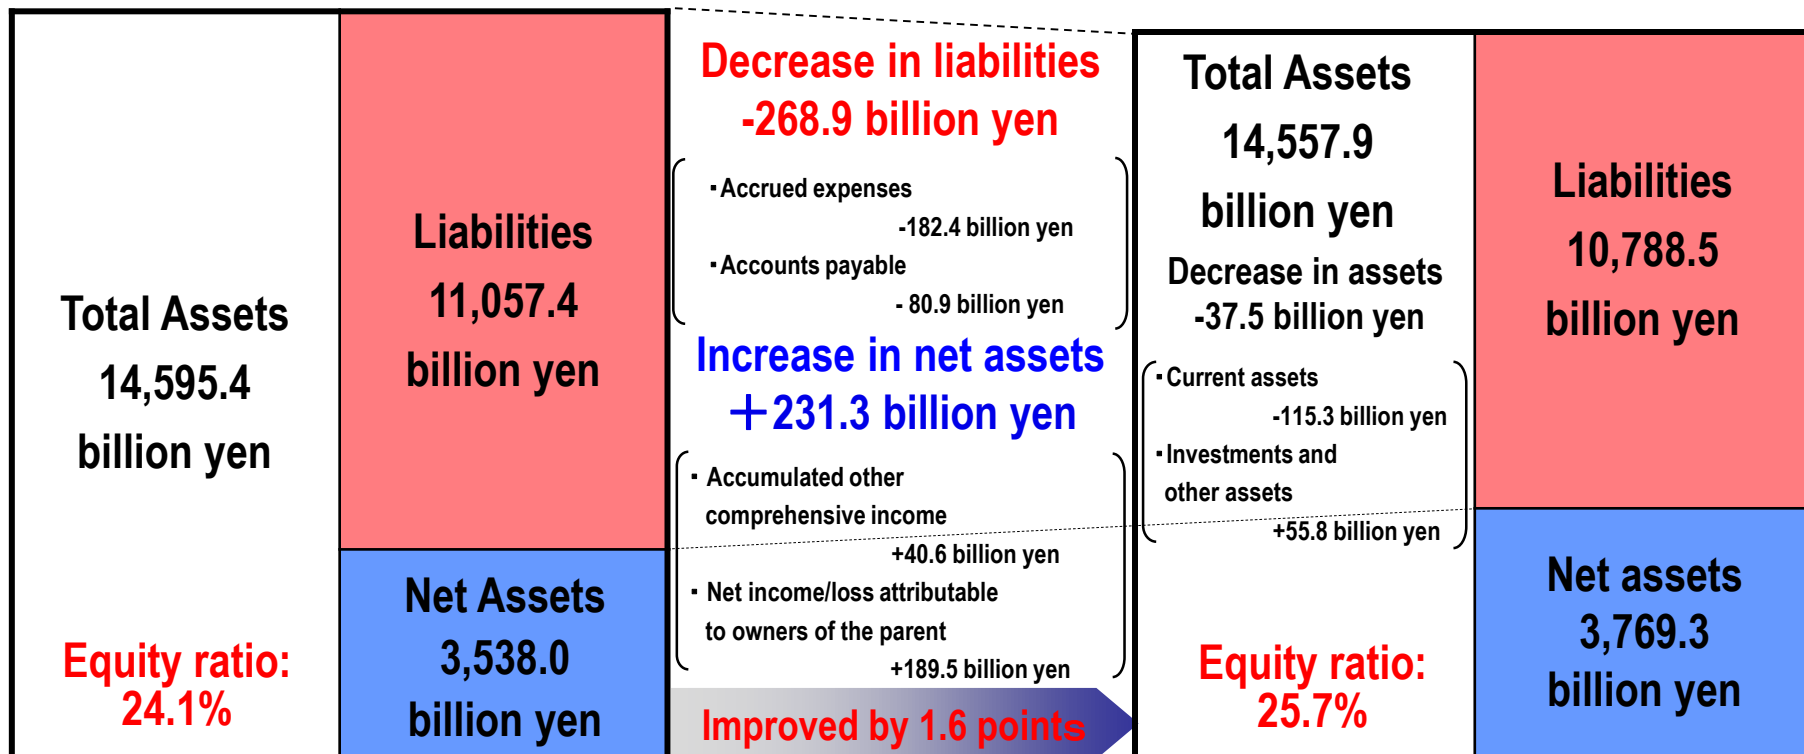 Total Assets
14,595.4
billion yen
Equity ratio:
24.1%
Liabilities
11,057.4
billion yen
Net Assets
3,538.0
billion yen
Decrease in liabilities
-268.9 billion yen
▪Accrued expenses
-182.4 billion yen
▪Accounts payable
- 80.9 billion yen
Increase in net assets
＋231.3 billion yen
▪ Accumulated other
comprehensive income
+40.6 billion yen
▪ Net income/loss attributable
to owners of the parent
+189.5 billion yen
Improved by 1.6 points
Total Assets
14,557.9
billion yen
Decrease in assets
-37.5 billion yen
▪Current assets
-115.3 billion yen
▪Investments and
other assets
+55.8 billion yen
Equity ratio:
25.7%
Liabilities
10,788.5
billion yen
Net assets
3,769.3
billion yen